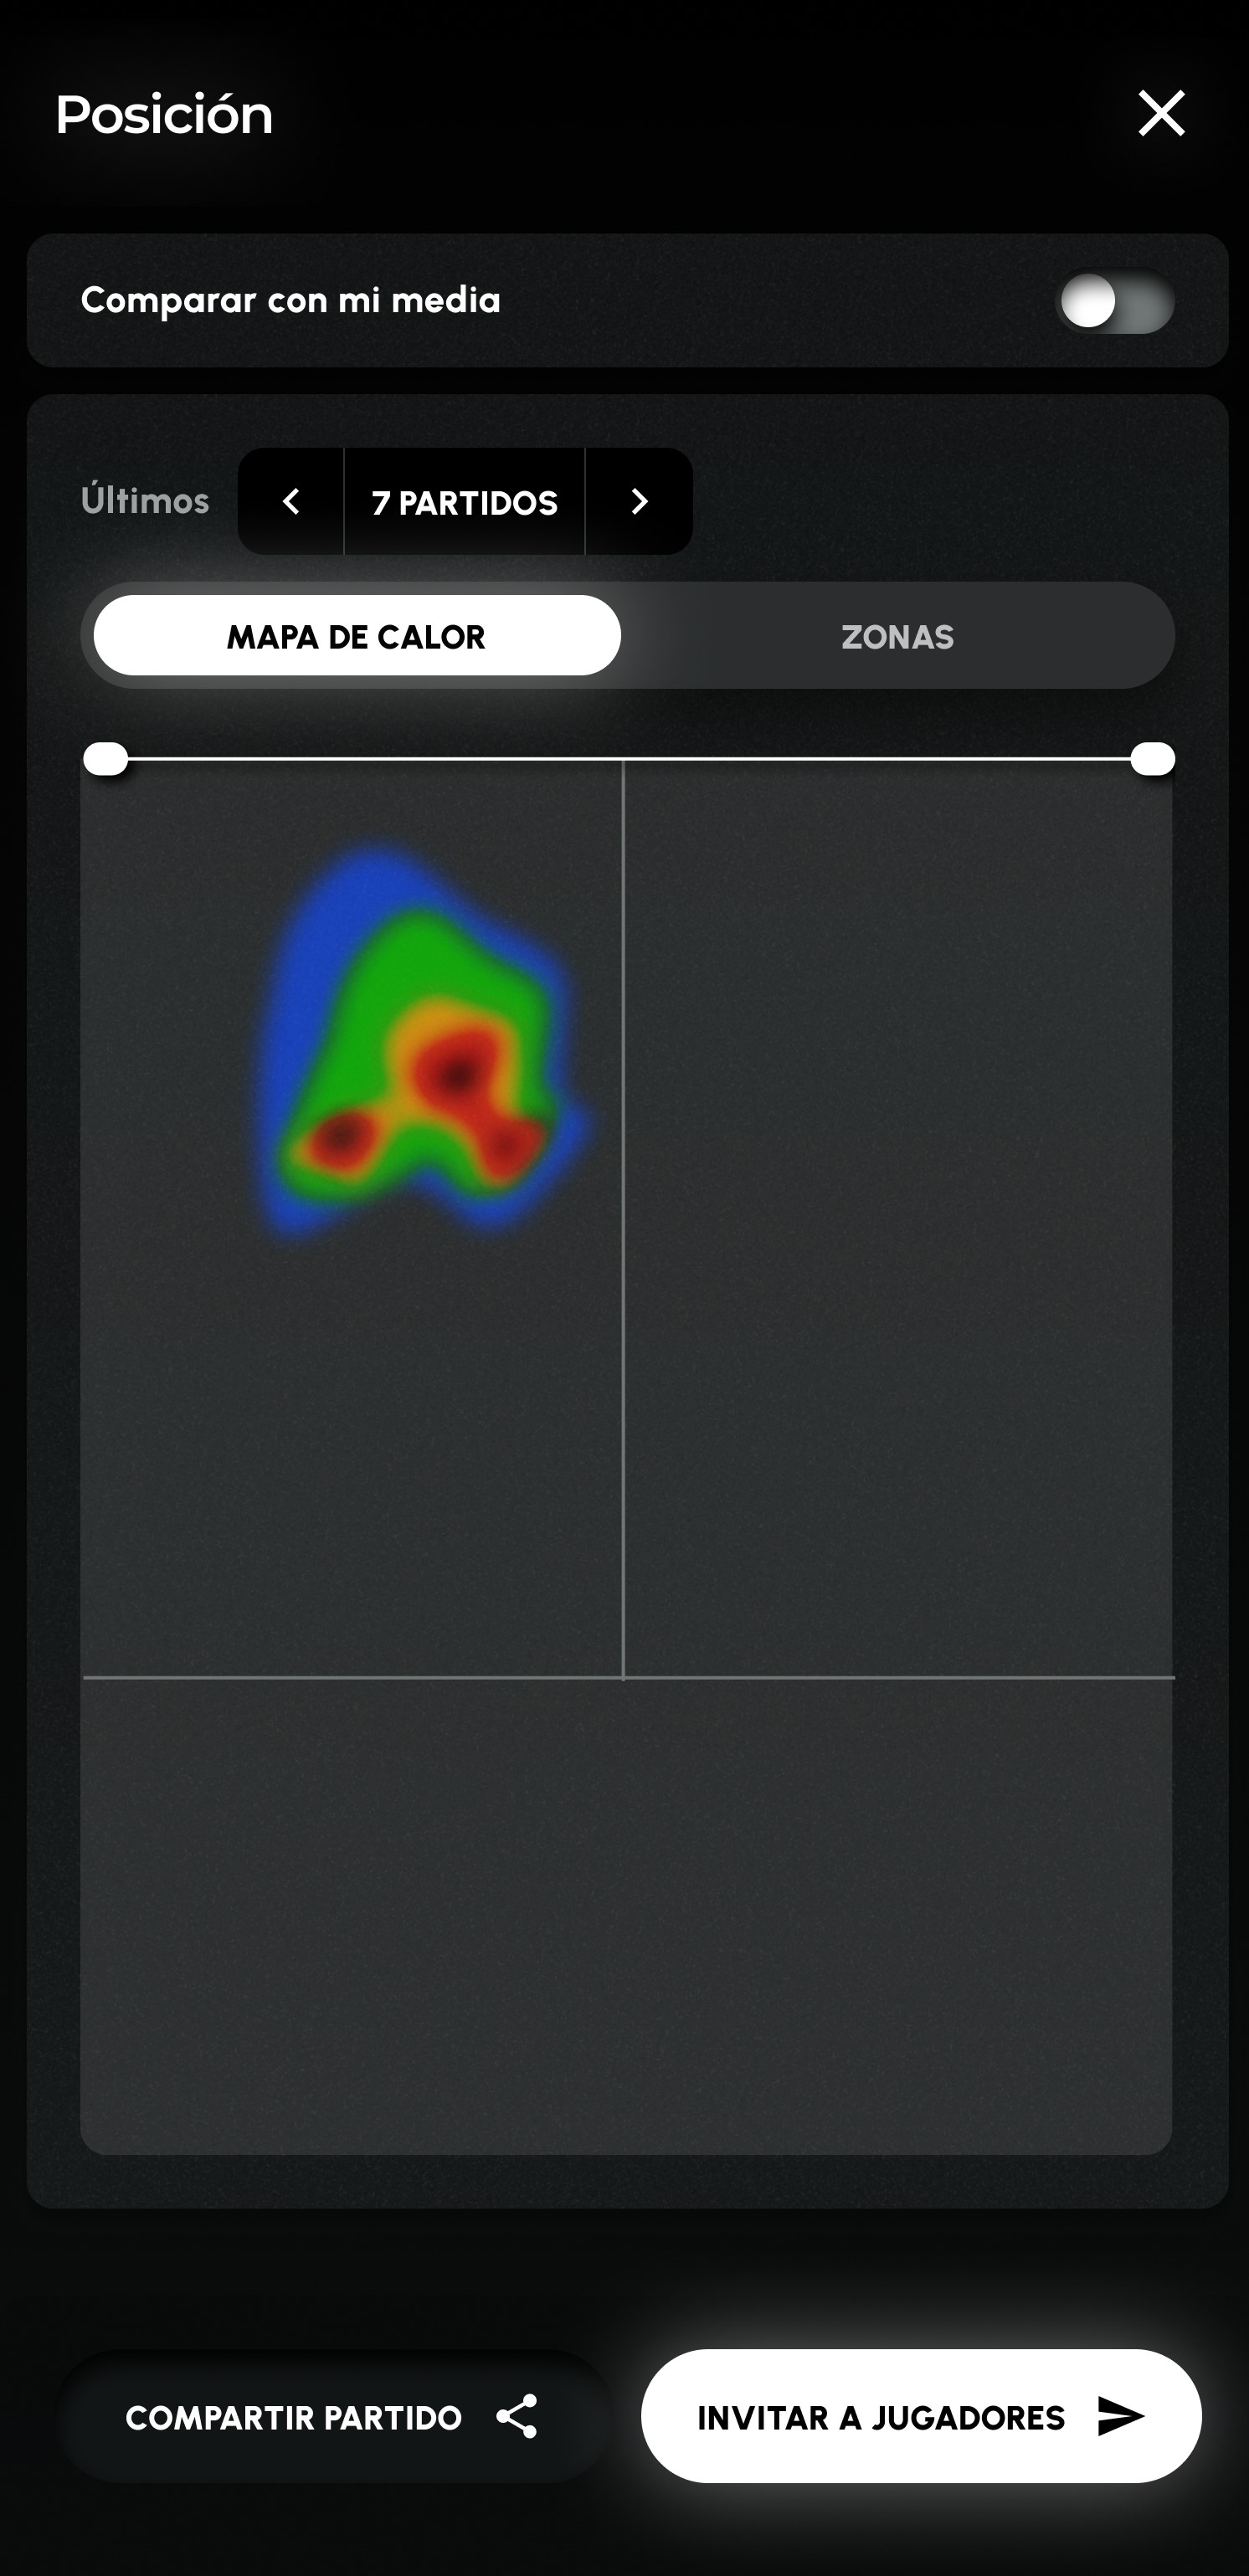 Posición
Comparar con mi media
Últimos
7 PARTIDOS
MAPA DE CALOR
ZONAS
COMPARTIR PARTIDO
INVITAR A JUGADORES